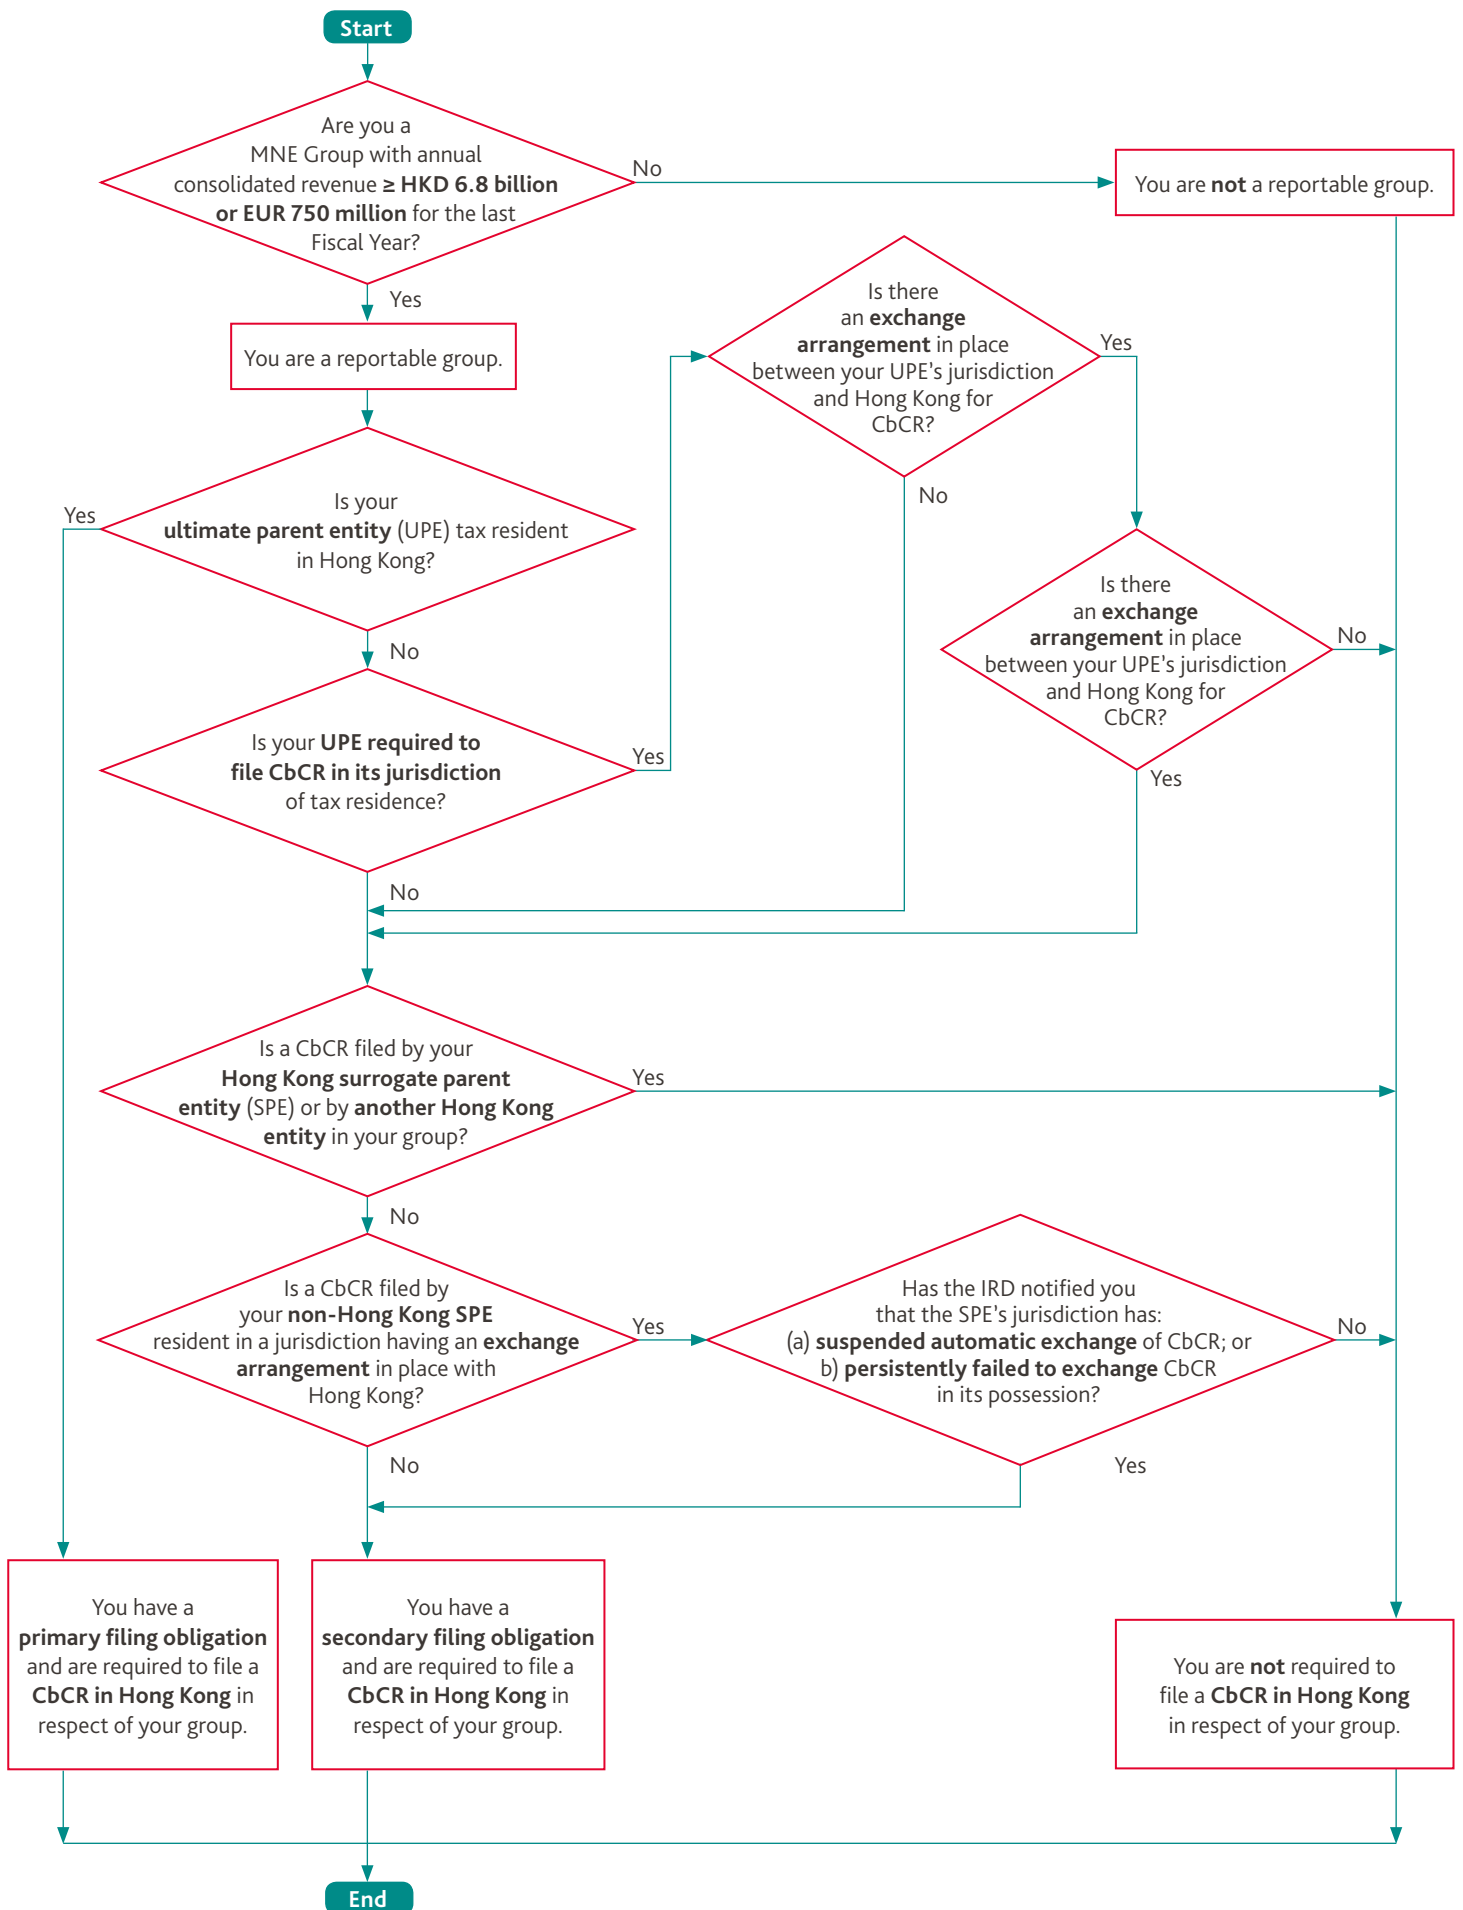 Start
Are you a
MNE Group with annual
consolidated revenue ≥ HKD 6.8 billion
or EUR 750 million for the last
Fiscal Year?
No
You are not a reportable group.
Yes
You are a reportable group.
Is there
an exchange
arrangement in place
between your UPE's jurisdiction
and Hong Kong for
CbCR?
Yes
No
Is your
ultimate parent entity (UPE) tax resident
in Hong Kong?
Yes
No
Is there
an exchange
arrangement in place
between your UPE's jurisdiction
and Hong Kong for
CbCR?
No
Yes
Is your UPE required to
file CbCR in its jurisdiction
of tax residence?
Yes
No
Is a CbCR filed by your
Hong Kong surrogate parent
entity (SPE) or by another Hong Kong
entity in your group?
Yes
No
Is a CbCR filed by
your non-Hong Kong SPE
resident in a jurisdiction having an exchange
arrangement in place with
Hong Kong?
Yes
No
Has the IRD notified you
that the SPE's jurisdiction has:
(a) suspended automatic exchange of CbCR; or
b) persistently failed to exchange CbCR
in its possession?
No
Yes
You have a
primary filing obligation
and are required to file a
CbCR in Hong Kong in
respect of your group.
You have a
secondary filing obligation
and are required to file a
CbCR in Hong Kong in
respect of your group.
You are not required to
file a CbCR in Hong Kong
in respect of your group.
End